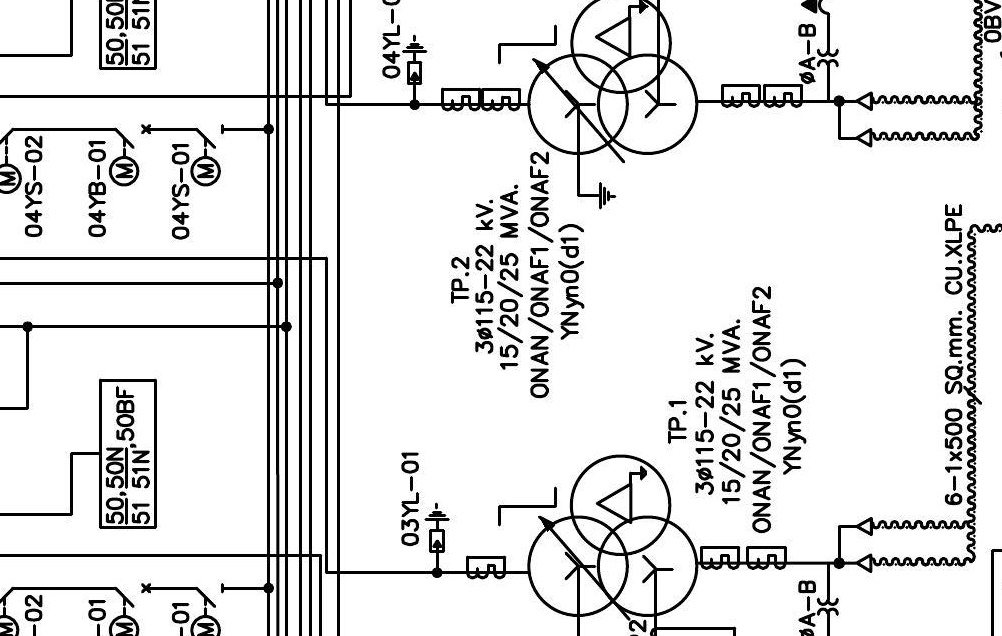 50,50
51 51N
04YL-0
ØA-B
OBV
M
04YS-02
M
04YB-01
M
04YS-01
TP.2
3Ø115-22 kV.
15/20/25 MVA.
ONAN/ONAF1/ONAF2
YNyn0(d1)
TP.1
3Ø115-22 kV.
15/20/25 MVA.
ONAN/ONAF1/ONAF2
YNyn0(d1)
6-1x500 SQ.mm. CU.XLPE
50,50N,50BF
51 51N
03YL-01
M
-02
M
-01
M
-01
ØA-B